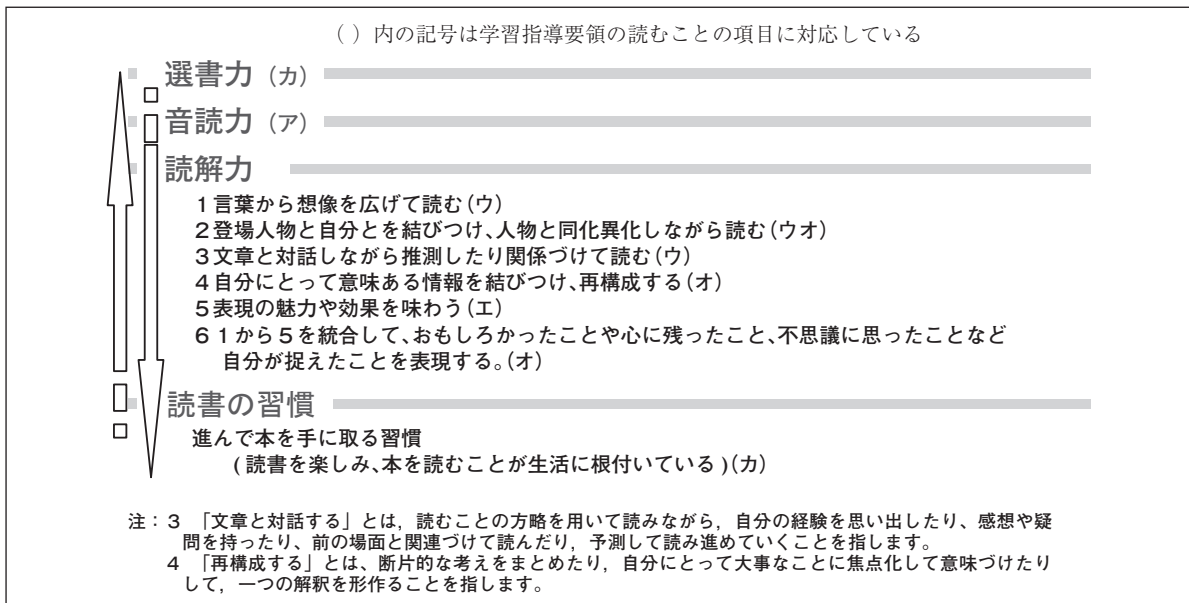 ( ) 内の記号は学習指導要領の読むことの項目に対応している
選書力 (カ)
音読力 (ア)
読解力
1 言葉から想像を広げて読む(ウ)
2 登場人物と自分とを結びつけ、人物と同化異化しながら読む(ウオ)
3 文章と対話しながら推測したり関係づけて読む(ウ)
4 自分にとって意味ある情報を結びつけ、再構成する(オ)
5 表現の魅力や効果を味わう(エ)
6 1から5を統合して、おもしろかったことや心に残ったこと、不思議に思ったことなど
自分が捉えたことを表現する。(オ)
読書の習慣
進んで本を手に取る習慣
( 読書を楽しみ、本を読むことが生活に根付いている )(カ)
注:3 「文章と対話する」とは,読むことの方略を用いて読みながら,自分の経験を思い出したり、感想や疑
問を持ったり、前の場面と関連づけて読んだり,予測して読み進めていくことを指します。
4 「再構成する」とは、断片的な考えをまとめたり,自分にとって大事なことに焦点化して意味づけたり
して,一つの解釈を形作ることを指します。